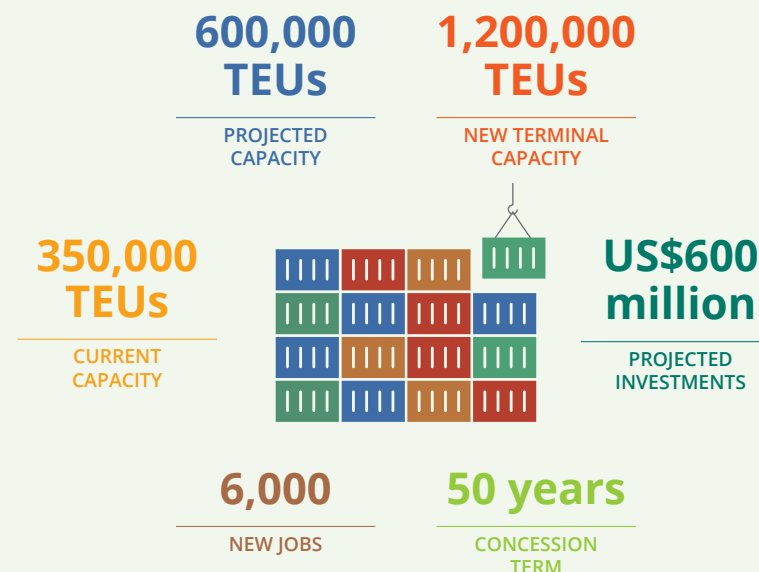 600,000
TEUs
PROJECTED
CAPACITY
1,200,000
TEUs
NEW TERMINAL
CAPACITY
350,000
TEUs
CURRENT
CAPACITY
US$600
million
PROJECTED
INVESTMENTS
6,000
NEW JOBS
50 years
CONCESSION
TERM